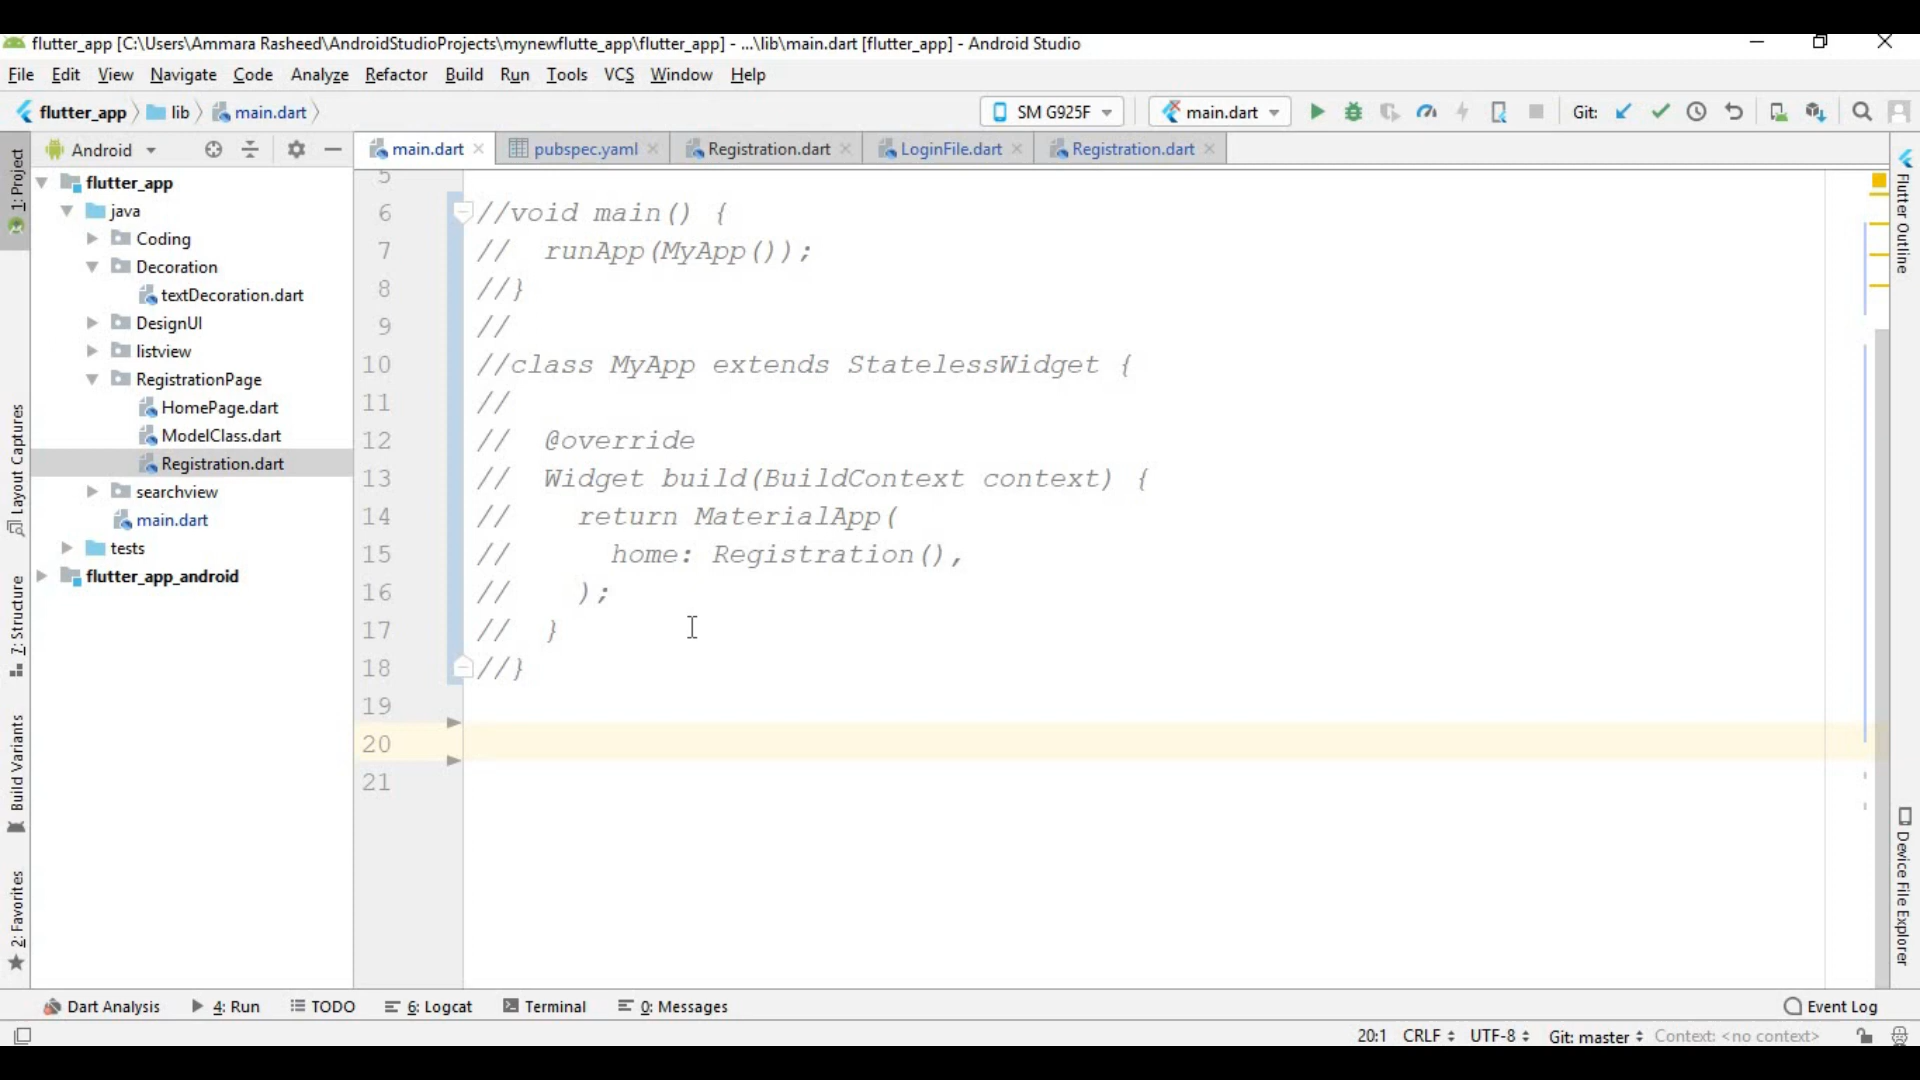 flutter_app [C:\Users\Ammara Rasheed\AndroidStudioProjects\mynewflutte_app\flutter_app] - ...\lib\main.dart [flutter_app] - Android Studio
File Edit View Navigate Code Analyze Refactor Build Run Tools VCS Window Help
flutter_app lib main.dart SM G925F main.dart Git:
Android main.dart pubspec.yaml Registration.dart LoginFile.dart Registration.dart
1: Project
Layout Captures
7: Structure
Build Variants
2: Favorites
flutter_app
java
Coding
Decoration
textDecoration.dart
DesignUI
listview
RegistrationPage
HomePage.dart
ModelClass.dart
Registration.dart
searchview
main.dart
tests
flutter_app_android
5
6 //void main() {
7 //  runApp(MyApp());
8 //}
9 //
10 //class MyApp extends StatelessWidget {
11 //
12 //  @override
13 //  Widget build(BuildContext context) {
14 //    return MaterialApp(
15 //      home: Registration(),
16 //    );
17 //  }
18 //}
19
20
21
Flutter Outline
Device File Explorer
Dart Analysis 4: Run TODO 6: Logcat Terminal 0: Messages Event Log
20:1 CRLF UTF-8 Git: master Context: <no context>